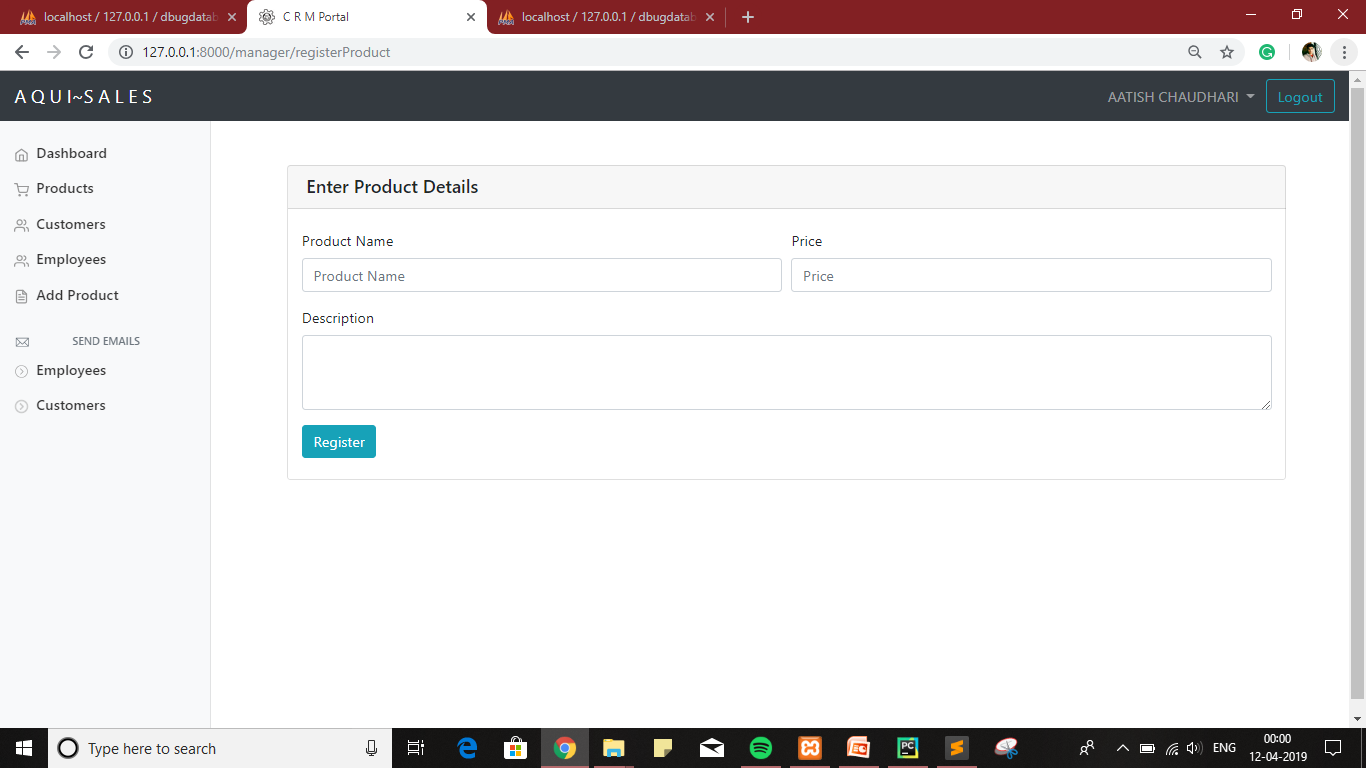 localhost / 127.0.0.1 / dbugdatab
C R M Portal
localhost / 127.0.0.1 / dbugdatab
127.0.0.1:8000/manager/registerProduct
A Q U I ~ S A L E S
AATISH CHAUDHARI
Logout
Dashboard
Products
Customers
Employees
Add Product
SEND EMAILS
Employees
Customers
Enter Product Details
Product Name
Price
Product Name
Price
Description
Register
Type here to search
PC
ENG
00:00
12-04-2019